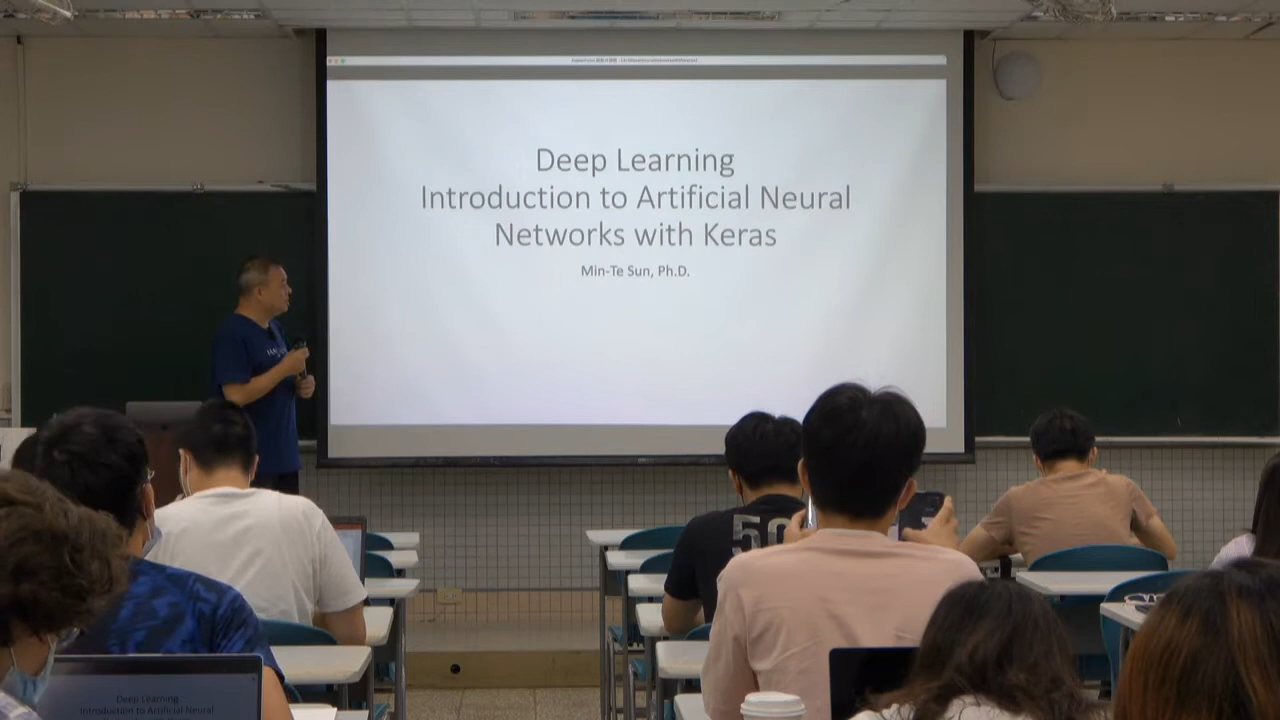 Deep Learning
Introduction to Artificial Neural
Networks with Keras
Min-Te Sun, Ph.D.
50
Deep Learning
Introduction to Artificial Neural